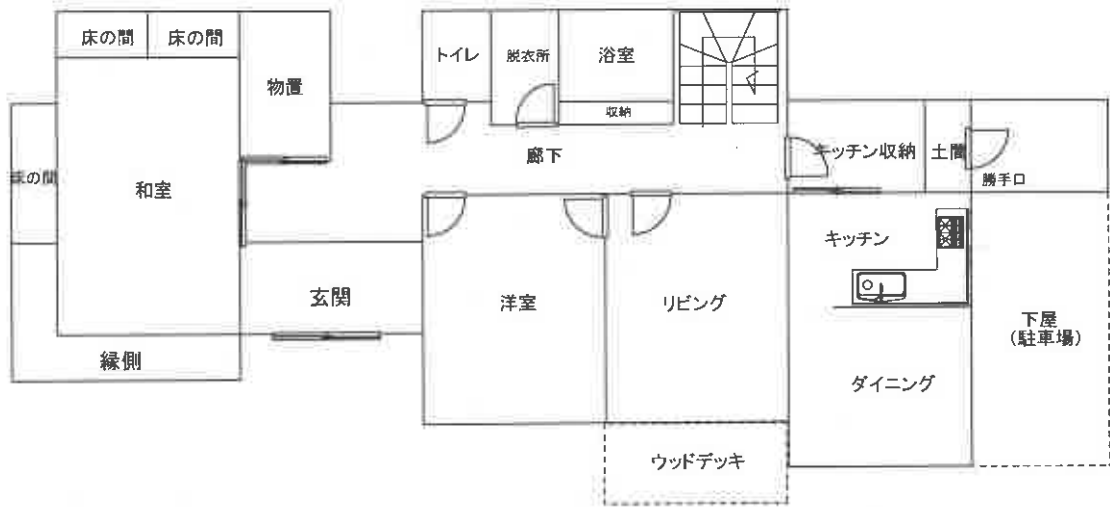 床の間
床の間
物置
トイレ
脱衣所
浴室
収納
床の間
和室
廊下
キッチン収納
土間
勝手口
キッチン
玄関
洋室
リビング
下屋
(駐車場)
縁側
ダイニング
ウッドデッキ